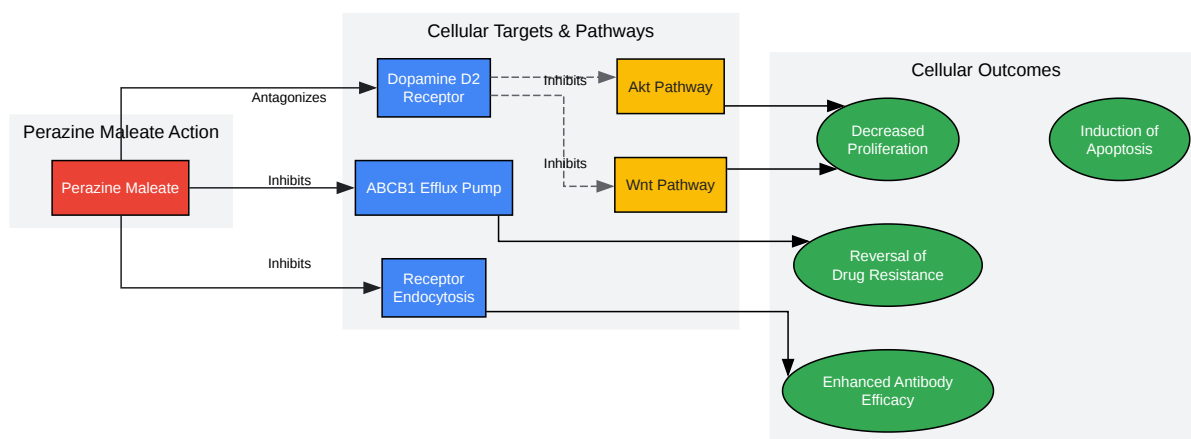 Cellular Targets & Pathways
Cellular Outcomes
Perazine Maleate Action
Perazine Maleate
Antagonizes
Inhibits
Inhibits
Dopamine D2
Receptor
ABCB1 Efflux Pump
Receptor
Endocytosis
Inhibits
Inhibits
Akt Pathway
Wnt Pathway
Decreased
Proliferation
Induction of
Apoptosis
Reversal of
Drug Resistance
Enhanced Antibody
Efficacy